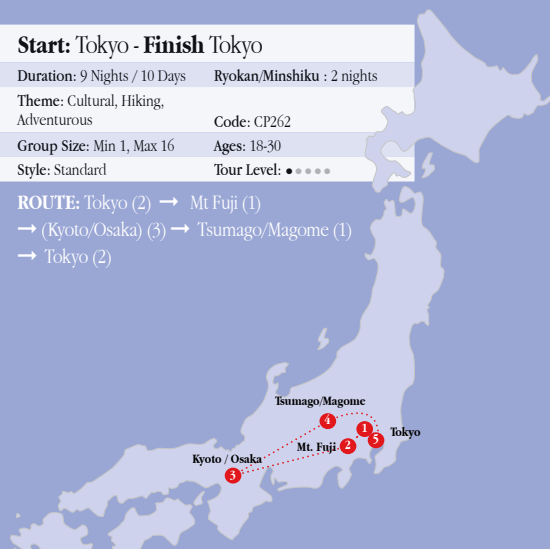 Start: Tokyo - Finish Tokyo
Duration: 9 Nights / 10 Days Ryokan/Minshiku : 2 nights
Theme: Cultural, Hiking,
Adventurous Code: CP262
Group Size: Min 1, Max 16 Ages: 18-30
Style: Standard Tour Level: ●●●●●
ROUTE: Tokyo (2) → Mt Fuji (1)
→ (Kyoto/Osaka) (3) → Tsumago/Magome (1)
→ Tokyo (2)
Tsumago/Magome
4
1
Tokyo
5
Mt. Fuji 2
Kyoto / Osaka
3